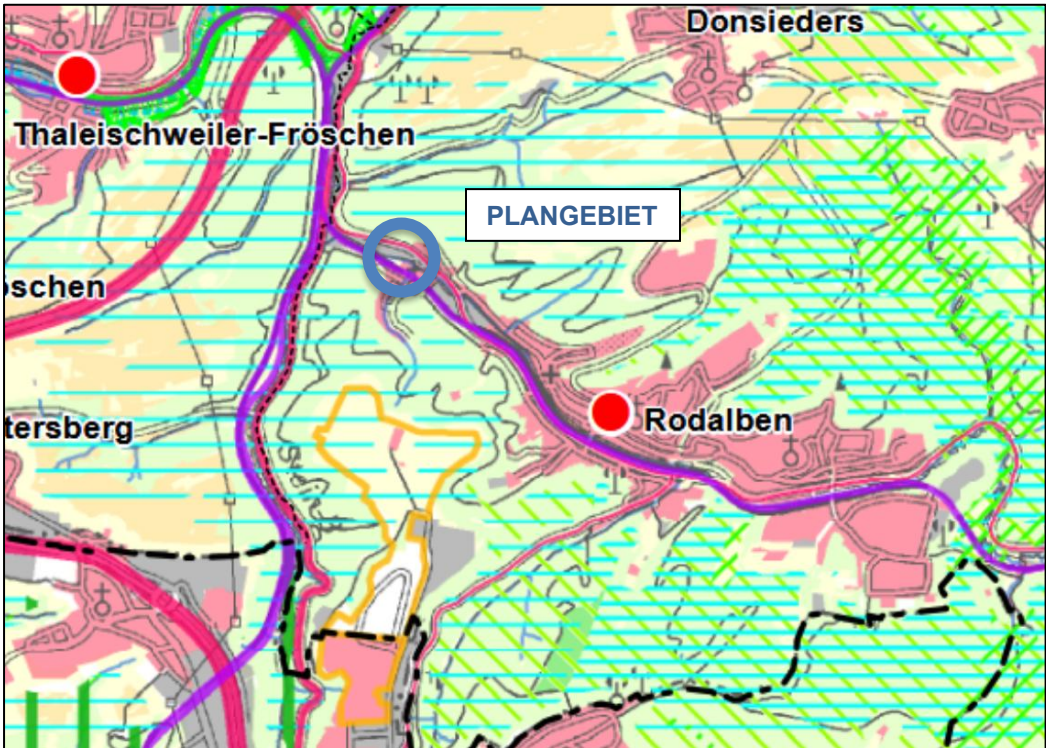 Donsieders
Thaleischweiler-Fröschen
PLANGEBIET
öschen
Rodalben
tersberg